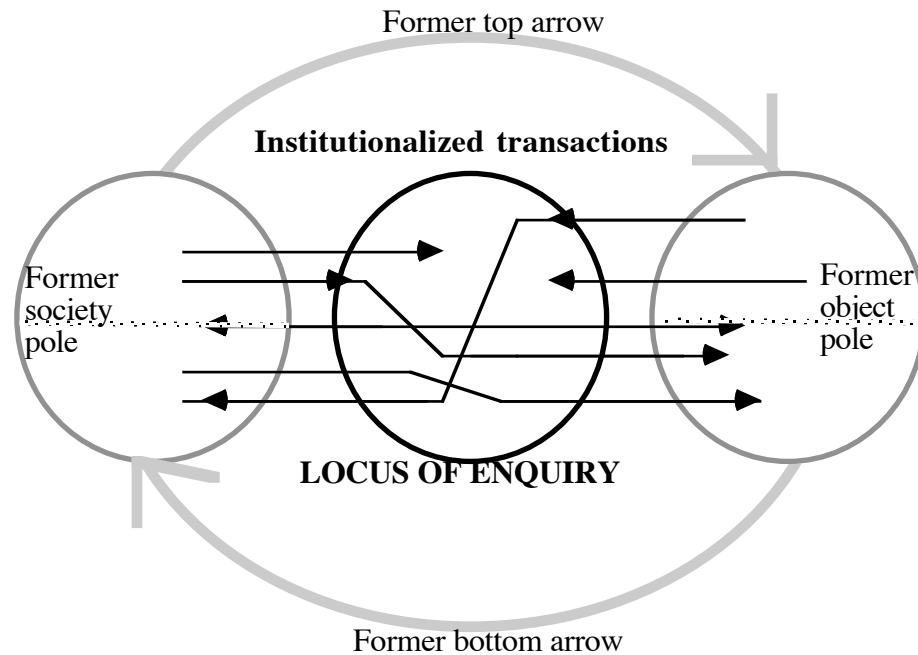 Former top arrow
Institutionalized transactions
Former
society
pole
Former
object
pole
LOCUS OF ENQUIRY
Former bottom arrow